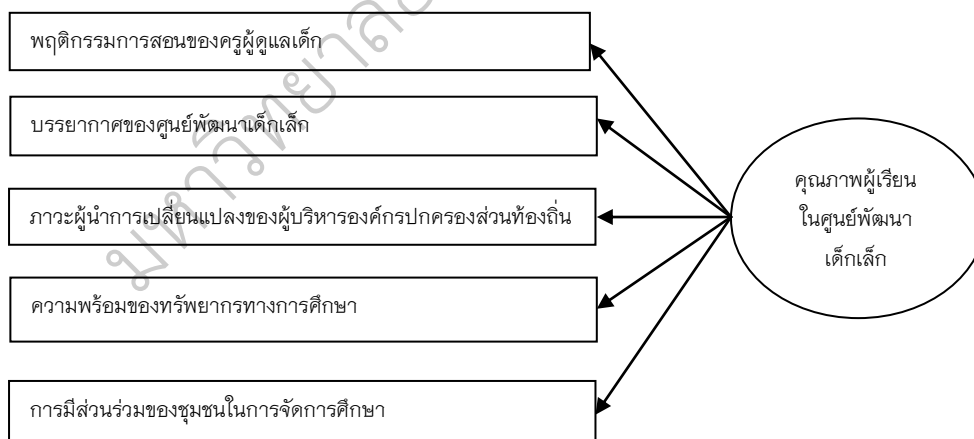 พฤติกรรมการสอนของครูผู้ดูแลเด็ก
บรรยากาศของศูนย์พัฒนาเด็กเล็ก
ภาวะผู้นำการเปลี่ยนแปลงของผู้บริหารองค์กรปกครองส่วนท้องถิ่น
ความพร้อมของทรัพยากรทางการศึกษา
การมีส่วนร่วมของชุมชนในการจัดการศึกษา
คุณภาพผู้เรียน
ในศูนย์พัฒนา
เด็กเล็ก